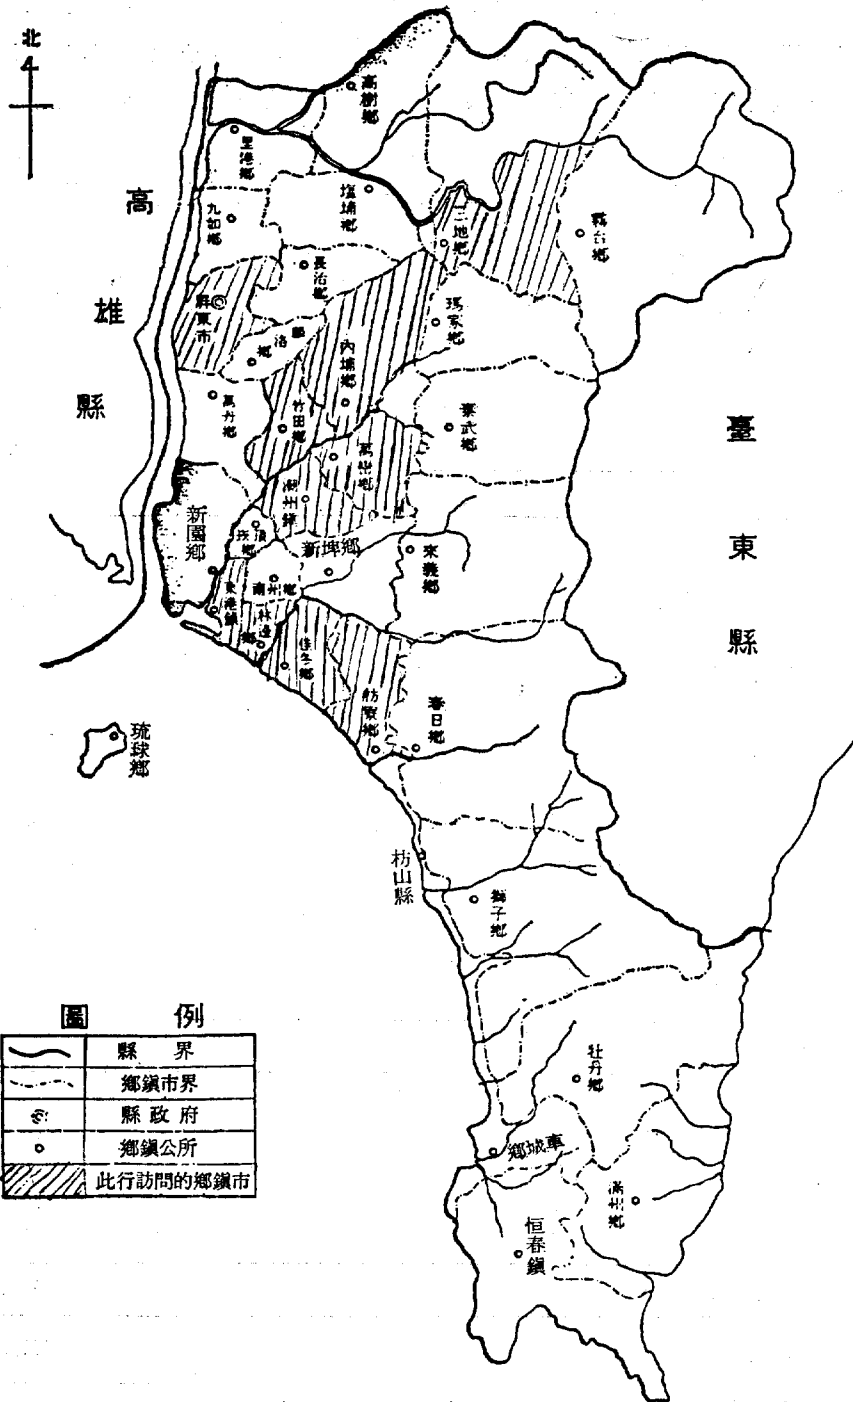 北
高雄縣
臺東縣
高樹鄉
里港鄉
塩埔鄉
九如鄉
三地鄉
霧台鄉
長治鄉
屏東市
瑪家鄉
麟洛鄉
內埔鄉
萬丹鄉
竹田鄉
泰武鄉
萬巒鄉
潮州鎮
新園鄉
崁頂鄉
新埤鄉
來義鄉
南州鄉
東港鎮
林邊鄉
佳冬鄉
枋寮鄉
春日鄉
琉球鄉
枋山縣
獅子鄉
牡丹鄉
鄉城車
滿州鄉
恒春鎭
圖例
縣界
鄉鎭市界
縣政府
鄉鎭公所
此行訪問的鄉鎭市